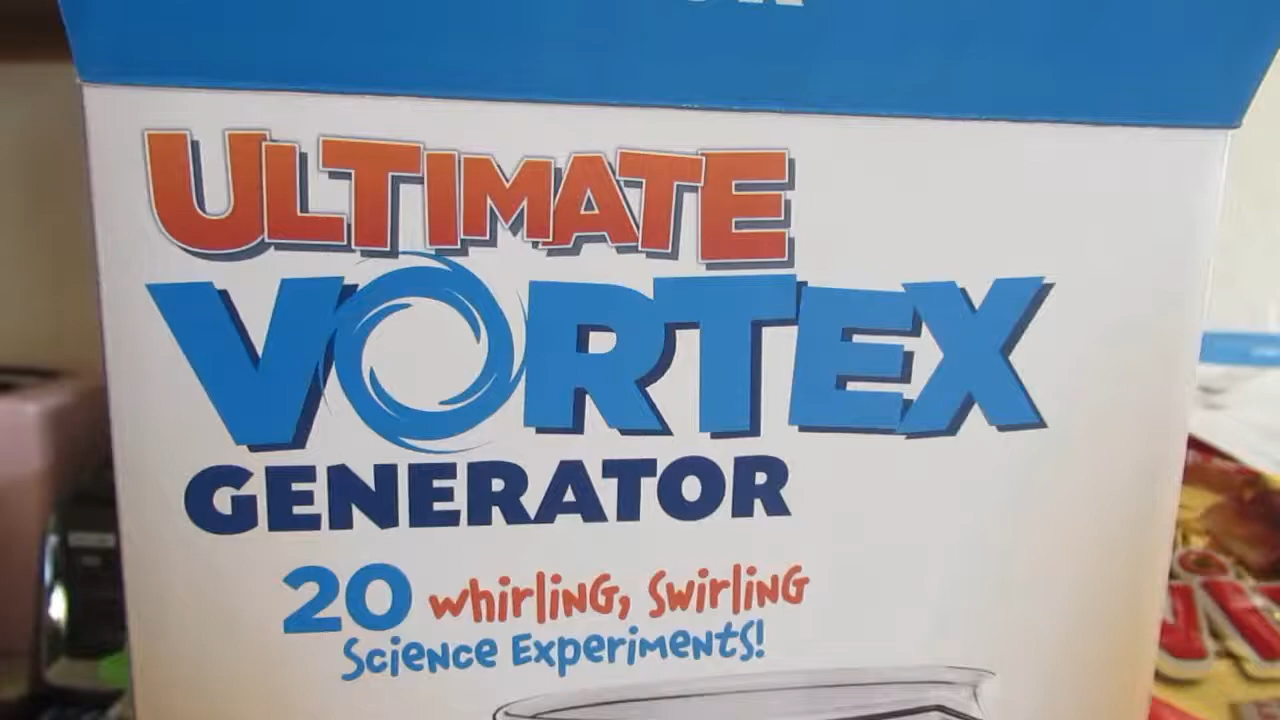 ULTIMATE
VORTEX
GENERATOR
20 whirliNG, SwirliNG
ScieNce ExperimeNtS!